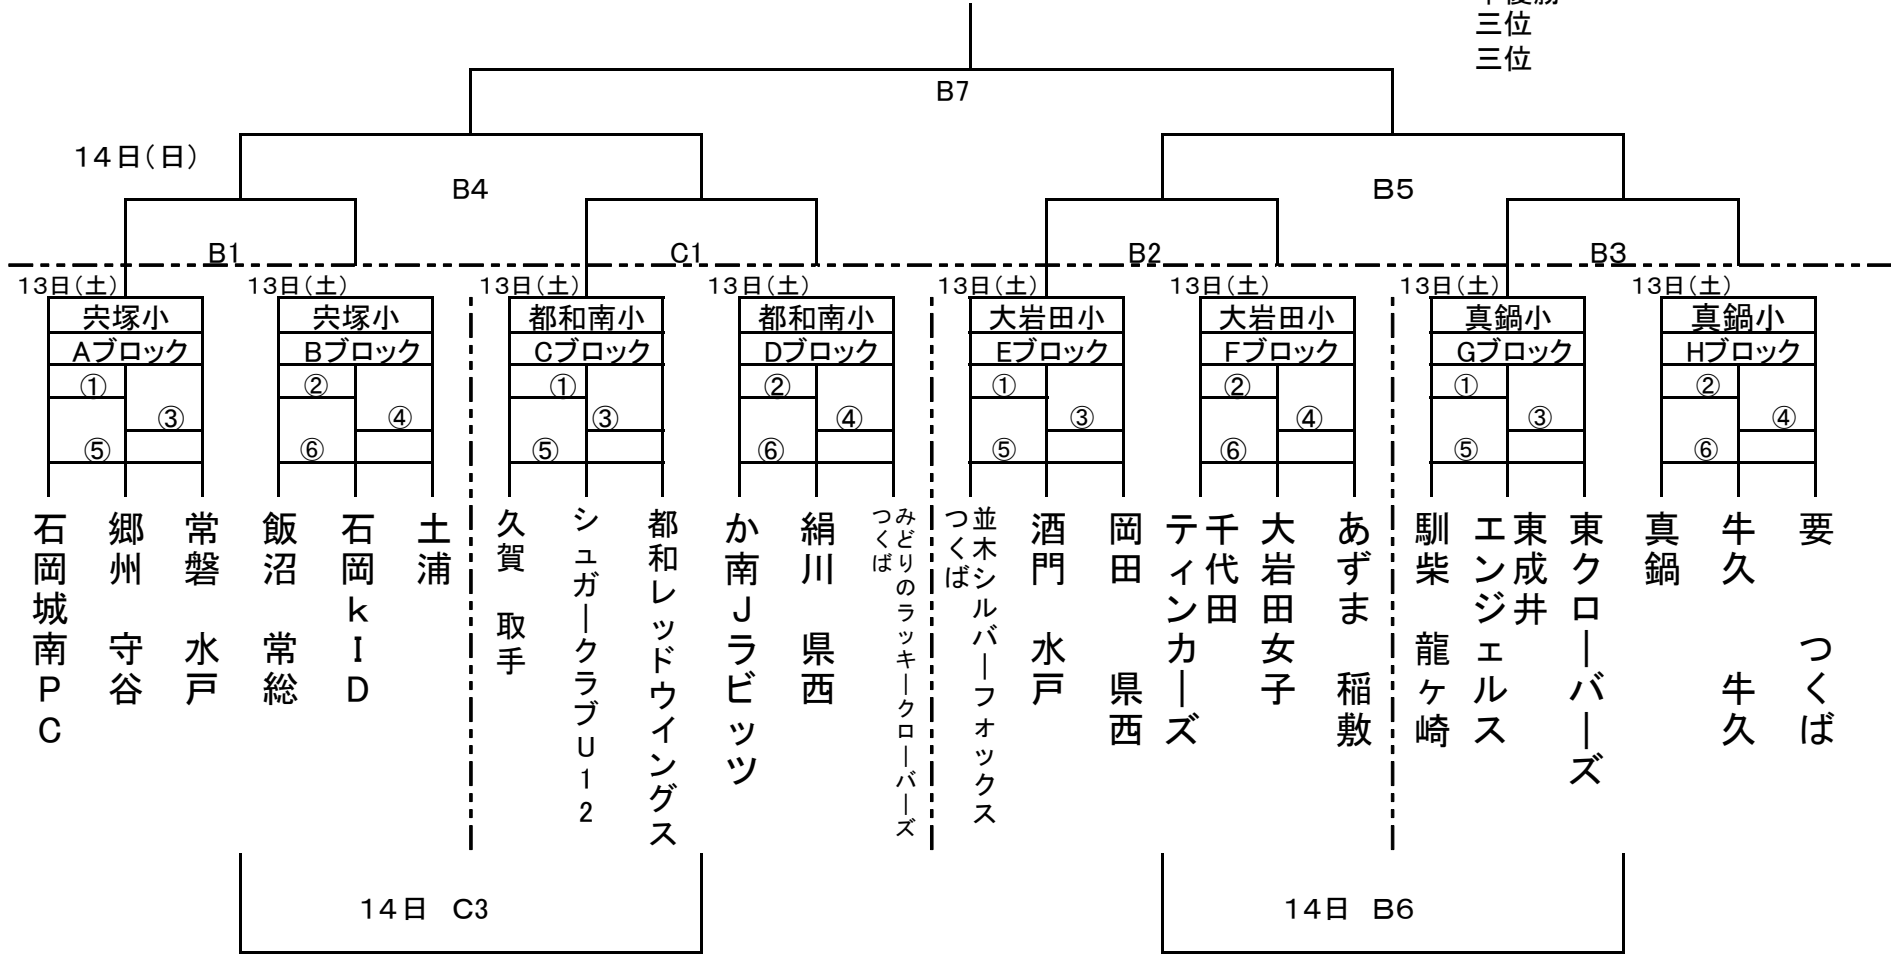 三位
三位
B7
14日(日)
B4
B5
B1
C1
B2
B3
13日(土)
13日(土)
13日(土)
13日(土)
13日(土)
13日(土)
13日(土)
13日(土)
宍塚小
宍塚小
都和南小
都和南小
大岩田小
大岩田小
真鍋小
真鍋小
Aブロック
Bブロック
Cブロック
Dブロック
Eブロック
Fブロック
Gブロック
Hブロック
①
②
①
②
①
②
①
②
③
④
③
④
③
④
③
④
⑤
⑥
⑤
⑥
⑤
⑥
⑤
⑥
石岡城南PC
郷州 守谷
常磐 水戸
飯沼 常総
石岡kID
土浦
久賀 取手
シュガークラブU12
都和レッドウイングス
か南Jラビッツ
絹川 県西
みどりのラッキークローバーズ
つくば
並木シルバーフォックス
つくば
酒門 水戸
岡田 県西
千代田
ティンカーズ
大岩田女子
あずま 稲敷
馴柴 龍ヶ崎
東成井
エンジェルス
東クローバーズ
真鍋
牛久 牛久
要 つくば
14日 C3
14日 B6